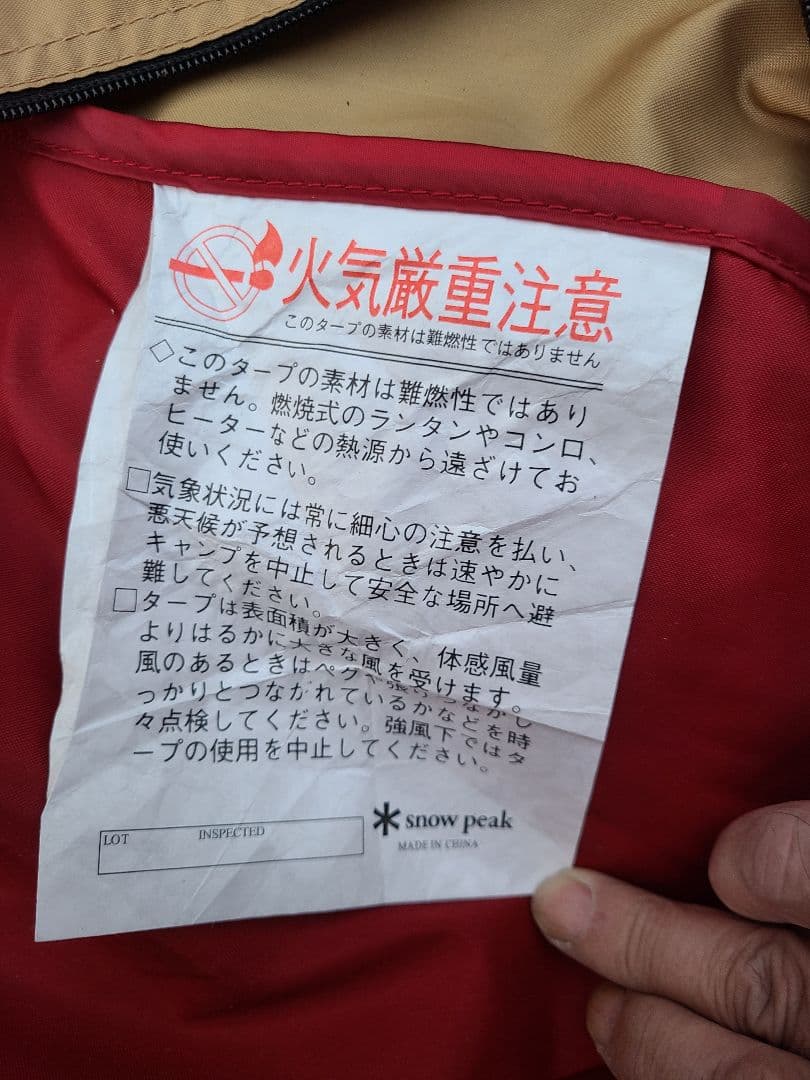 火気厳重注意
このタープの素材は難燃性ではありません
◇このタープの素材は難燃性ではあり
ません。燃焼式のランタンやコンロ、
ヒーターなどの熱源から遠ざけてお
使いください。
□気象状況には常に細心の注意を払い、
悪天候が予想されるときは速やかに
キャンプを中止して安全な場所へ避
難してください。
□タープは表面積が大きく、体感風量
よりはるかに大きな風を受けます。
風のあるときはペグや張りつながし
っかりとつながれているかなどを時
々点検してください。強風下ではタ
ープの使用を中止してください。
LOT INSPECTED
snow peak
MADE IN CHINA